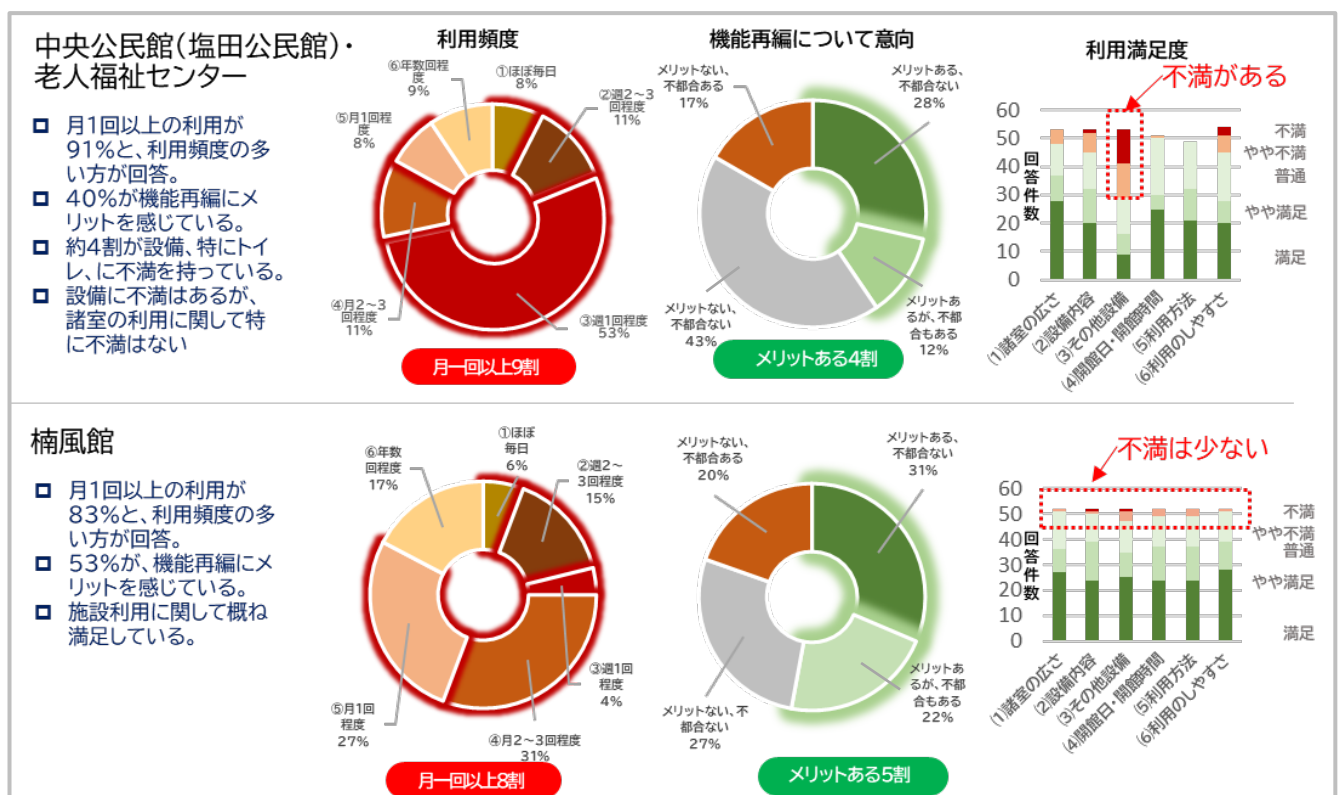 中央公民館(塩田公民館)・
老人福祉センター
月1回以上の利用が
91%と、利用頻度の多
い方が回答。
40%が機能再編にメ
リットを感じている。
約4割が設備、特にトイ
レ、に不満を持っている。
設備に不満はあるが、
諸室の利用に関して特
に不満はない
利用頻度
⑥年数回程
度
9%
①ほぼ毎日
8%
②週2～3
回程度
11%
⑤月1回程
度
8%
④月2～3
回程度
11%
③週1回程度
53%
月一回以上9割
機能再編について意向
メリットない、
不都合ある
17%
メリットある、
不都合ない
28%
メリットない、
不都合ない
43%
メリットあ
るが、不都
合もある
12%
メリットある4割
利用満足度
不満がある
60
50
40
30
20
10
0
回答件数
不満
やや不満
普通
やや満足
満足
(1)諸室の広さ
(2)設備内容
(3)その他設備
(4)開館日・開館時間
(5)利用方法
(6)利用のしやすさ
楠風館
月1回以上の利用が
83%と、利用頻度の多
い方が回答。
53%が、機能再編にメ
リットを感じている。
施設利用に関して概ね
満足している。
⑥年数
回程度
17%
①ほぼ
毎日
6%
②週2～
3回程度
15%
③週1回
程度
4%
⑤月1回
程度
27%
④月2～3回程度
31%
月一回以上8割
メリットない、
不都合ある
20%
メリットある、
不都合ない
31%
メリットない、不
都合ない
27%
メリットあ
るが、不都
合もある
22%
メリットある5割
不満は少ない
60
50
40
30
20
10
0
回答件数
不満
やや不満
普通
やや満足
満足
(1)諸室の広さ
(2)設備内容
(3)その他設備
(4)開館日・開館時間
(5)利用方法
(6)利用のしやすさ